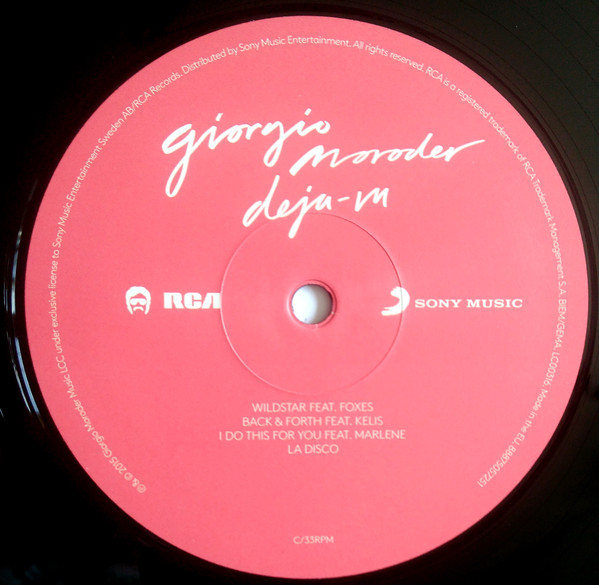 giorgio
moroder
deja-vu
RCA
SONY MUSIC
WILDSTAR FEAT. FOXES
BACK & FORTH FEAT. KELIS
I DO THIS FOR YOU FEAT. MARLENE
LA DISCO
C/33RPM
℗ & © 2015 Giorgio Moroder Music LCC under exclusive license to Sony Music Entertainment Sweden AB/RCA Records. Distributed by Sony Music Entertainment. All rights reserved. RCA is a registered trademark of RCA Trademark Management S.A. BIEM/GEMA. LC00316. Made in the EU. 88875057251